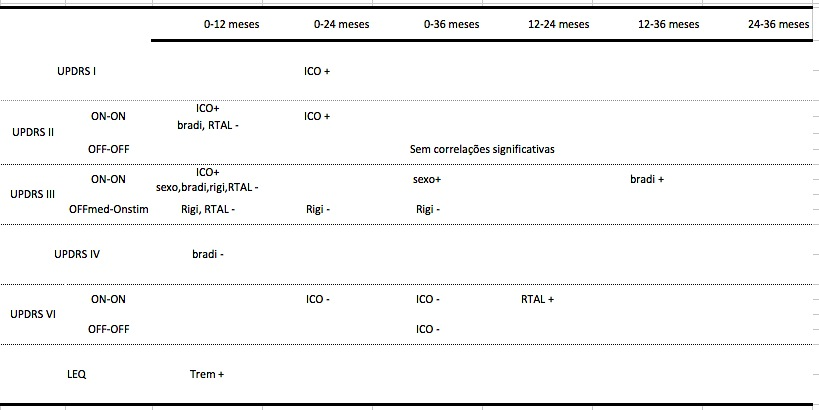 0-12 meses 0-24 meses 0-36 meses 12-24 meses 12-36 meses 24-36 meses
UPDRS I ICO +
UPDRS II
ON-ON ICO+ bradi, RTAL - ICO +
OFF-OFF Sem correlações significativas
UPDRS III
ON-ON ICO+ sexo,bradi,rigi,RTAL - sexo+ bradi +
OFFmed-Onstim Rigi, RTAL - Rigi - Rigi -
UPDRS IV bradi -
UPDRS VI
ON-ON ICO - ICO - RTAL +
OFF-OFF ICO -
LEQ Trem +